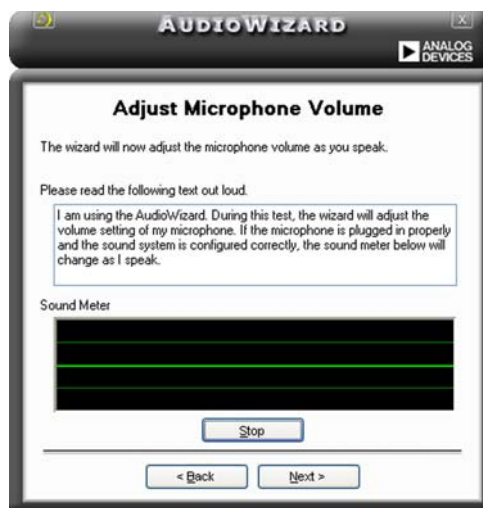 AUDIOWIZARD
X
ANALOG
DEVICES
Adjust Microphone Volume
The wizard will now adjust the microphone volume as you speak.
Please read the following text out loud.
I am using the AudioWizard. During this test, the wizard will adjust the
volume setting of my microphone. If the microphone is plugged in properly
and the sound system is configured correctly, the sound meter below will
change as I speak.
Sound Meter
Stop
< Back
Next >